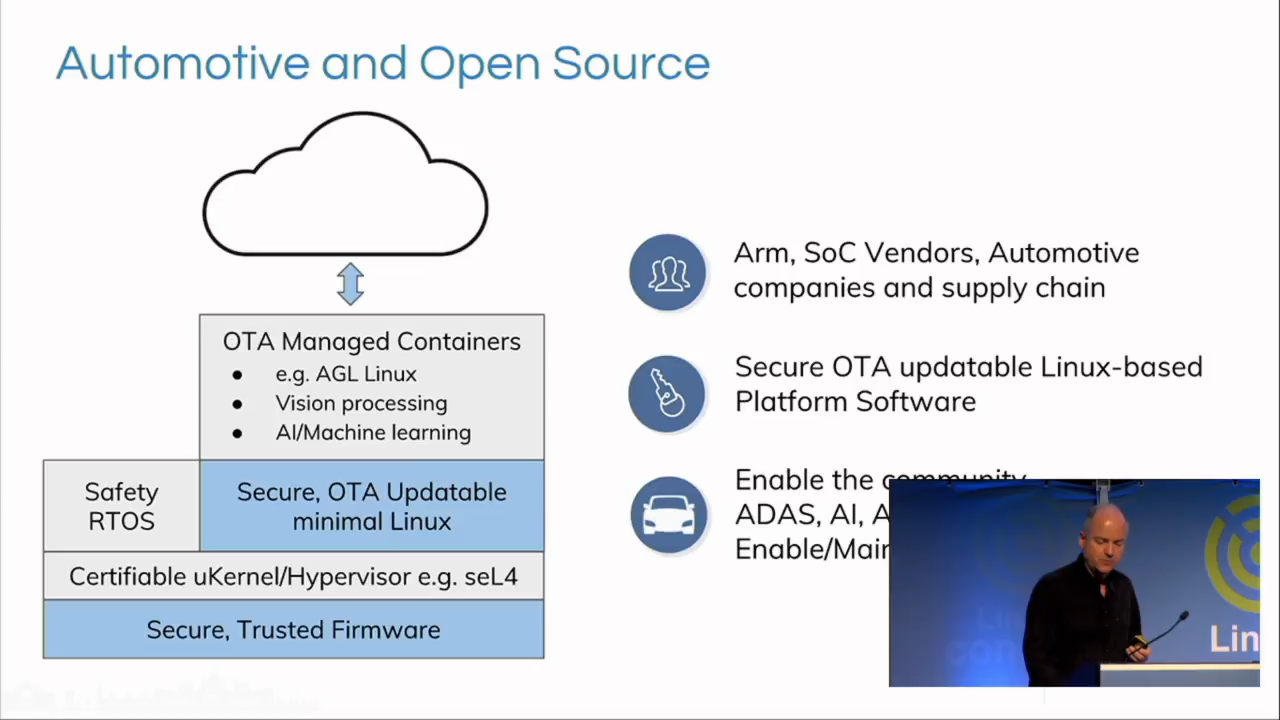 Automotive and Open Source
OTA Managed Containers
● e.g. AGL Linux
● Vision processing
● AI/Machine learning
Safety
RTOS
Secure, OTA Updatable
minimal Linux
Certifiable uKernel/Hypervisor e.g. seL4
Secure, Trusted Firmware
Arm, SoC Vendors, Automotive
companies and supply chain
Secure OTA updatable Linux-based
Platform Software
Enable the community
ADAS, AI, A
Enable/Main
Lin